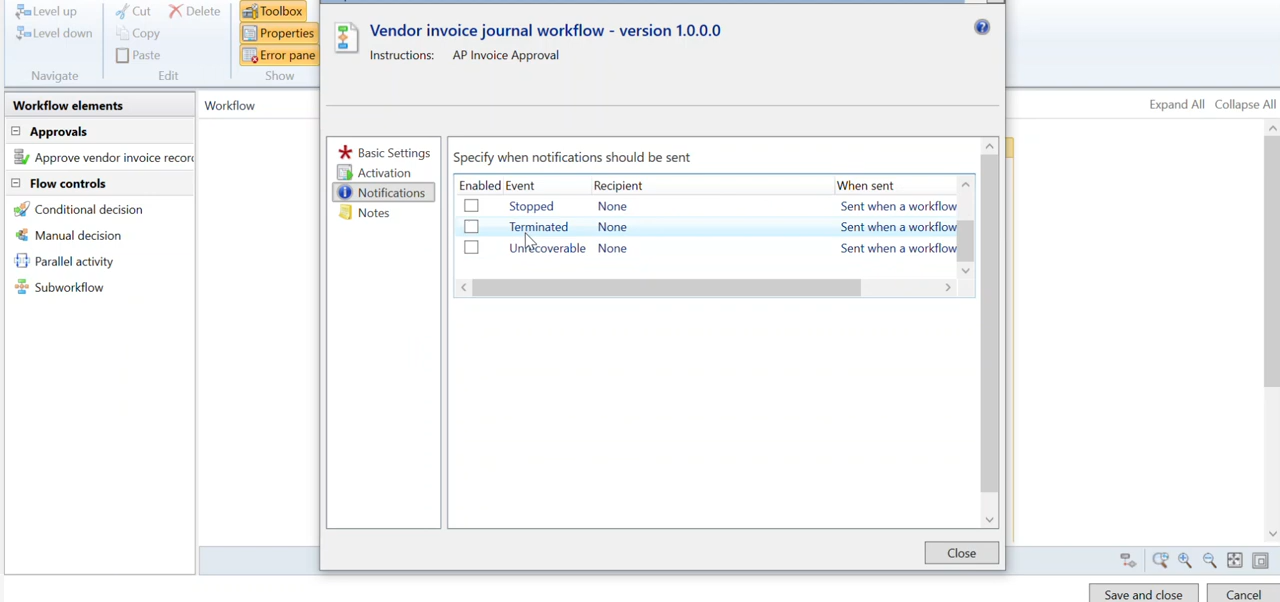 Level up
Cut
Delete
Toolbox
Level down
Copy
Properties
Paste
Error pane
Navigate
Edit
Show
Vendor invoice journal workflow - version 1.0.0.0
Instructions: AP Invoice Approval
Workflow elements
Workflow
Expand All Collapse All
Approvals
Approve vendor invoice recor
Flow controls
Conditional decision
Manual decision
Parallel activity
Subworkflow
Basic Settings
Activation
Notifications
Notes
Specify when notifications should be sent
Enabled Event Recipient When sent
Stopped None Sent when a workflow
Terminated None Sent when a workflow
Unrecoverable None Sent when a workflow
Close
Save and close
Cancel